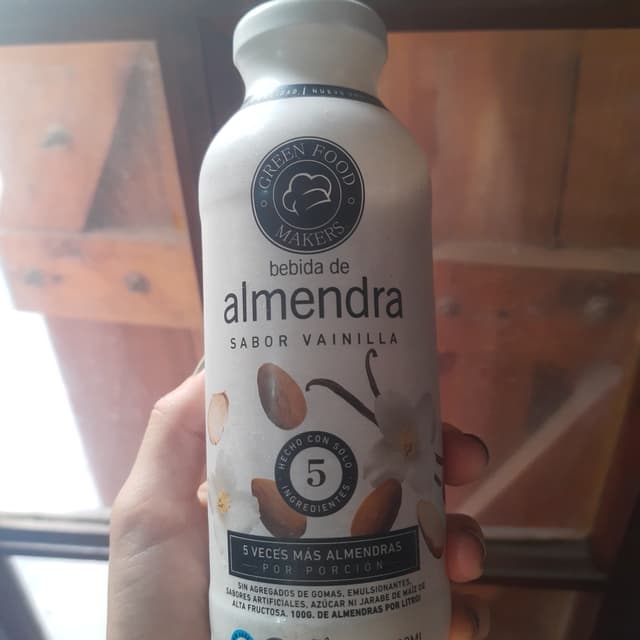 GREEN FOOD
MAKERS
bebida de
almendra
SABOR VAINILLA
HECHO CON SOLO
5
INGREDIENTES
5 VECES MÁS ALMENDRAS
POR PORCIÓN
SIN AGREGADOS DE GOMAS, EMULSIONANTES,
SABORES ARTIFICIALES, AZÚCAR NI JARABE DE MAÍZ DE
ALTA FRUCTOSA. 100G. DE ALMENDRAS POR LITRO